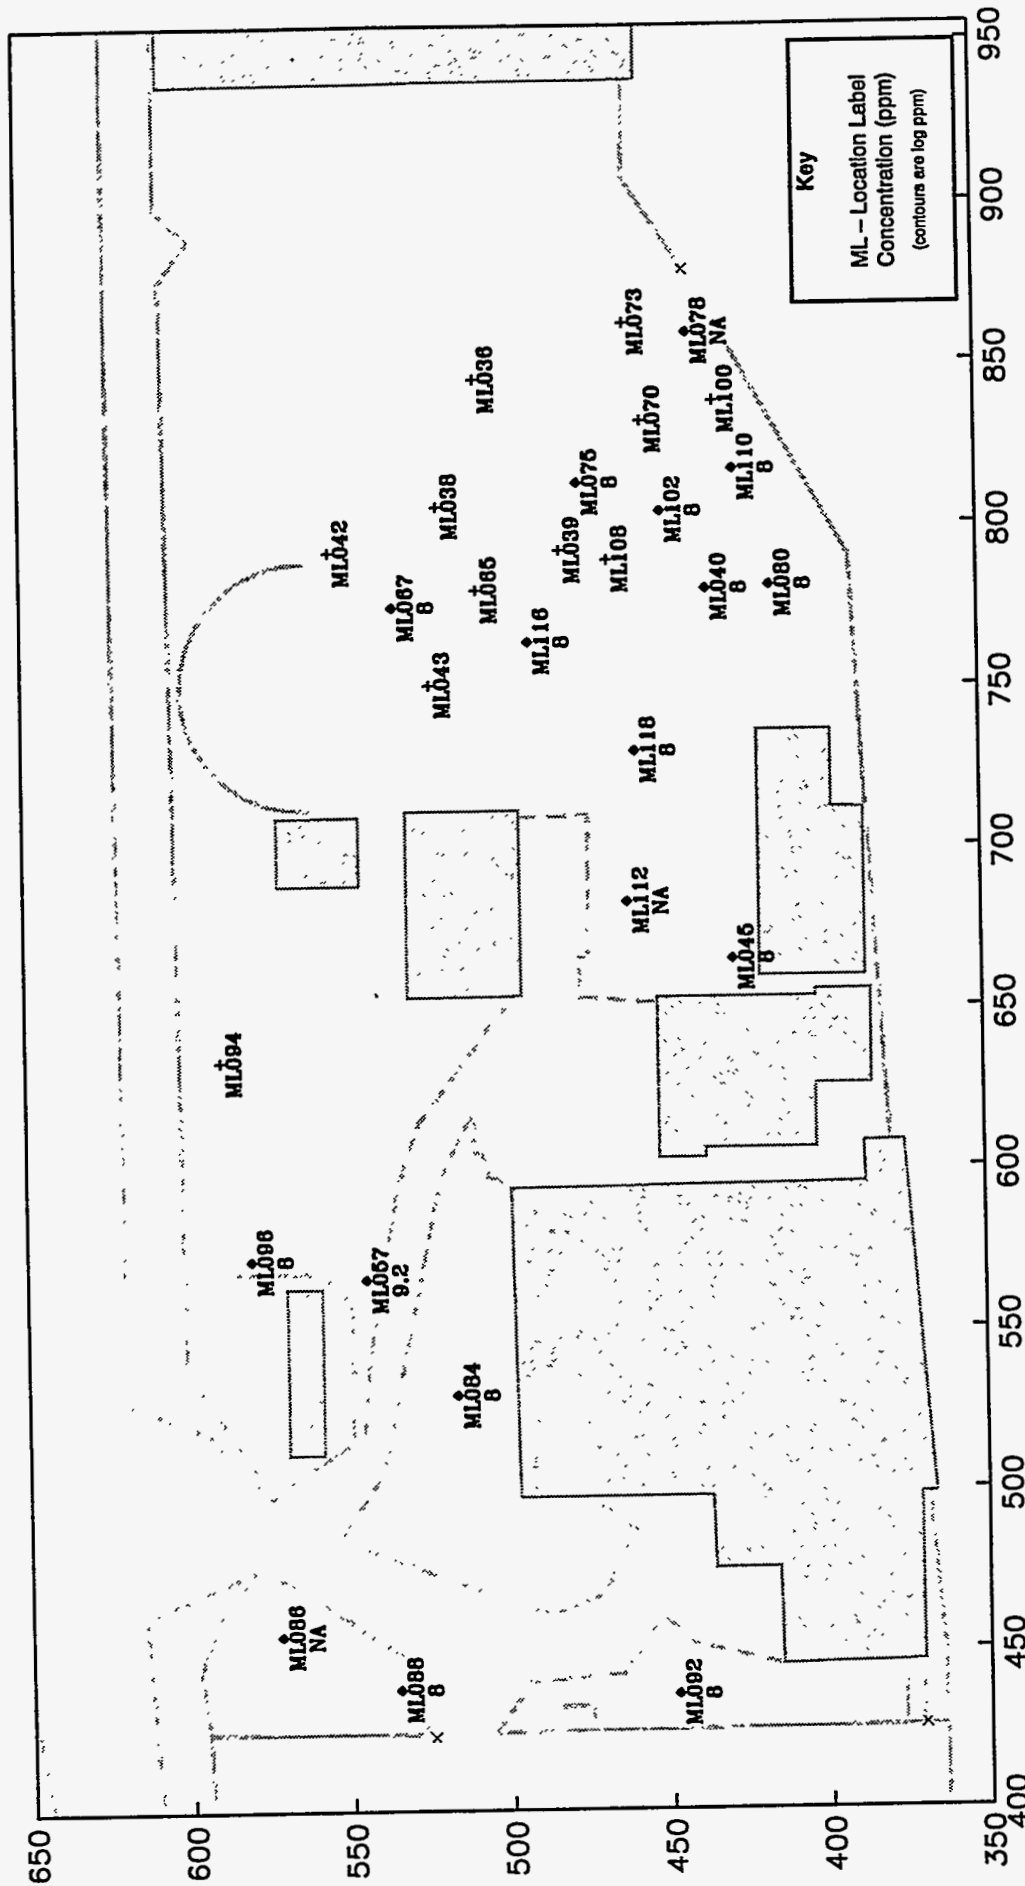 650
600
ML094
ML096
8
ML086
NA
ML042
ML057
9.2
ML067
8
ML088
8
ML043
ML038
ML084
8
ML036
ML065
500
ML116
8
ML039
ML075
8
ML108
ML073
ML112
NA
ML118
8
ML070
ML102
8
450
ML092
8
ML078
NA
ML040
8
ML100
ML110
8
ML045
8
ML080
8
Key
ML – Location Label
Concentration (ppm)
(contours are log ppm)
350
400 450 500 550 600 650 700 750 800 850 900 950